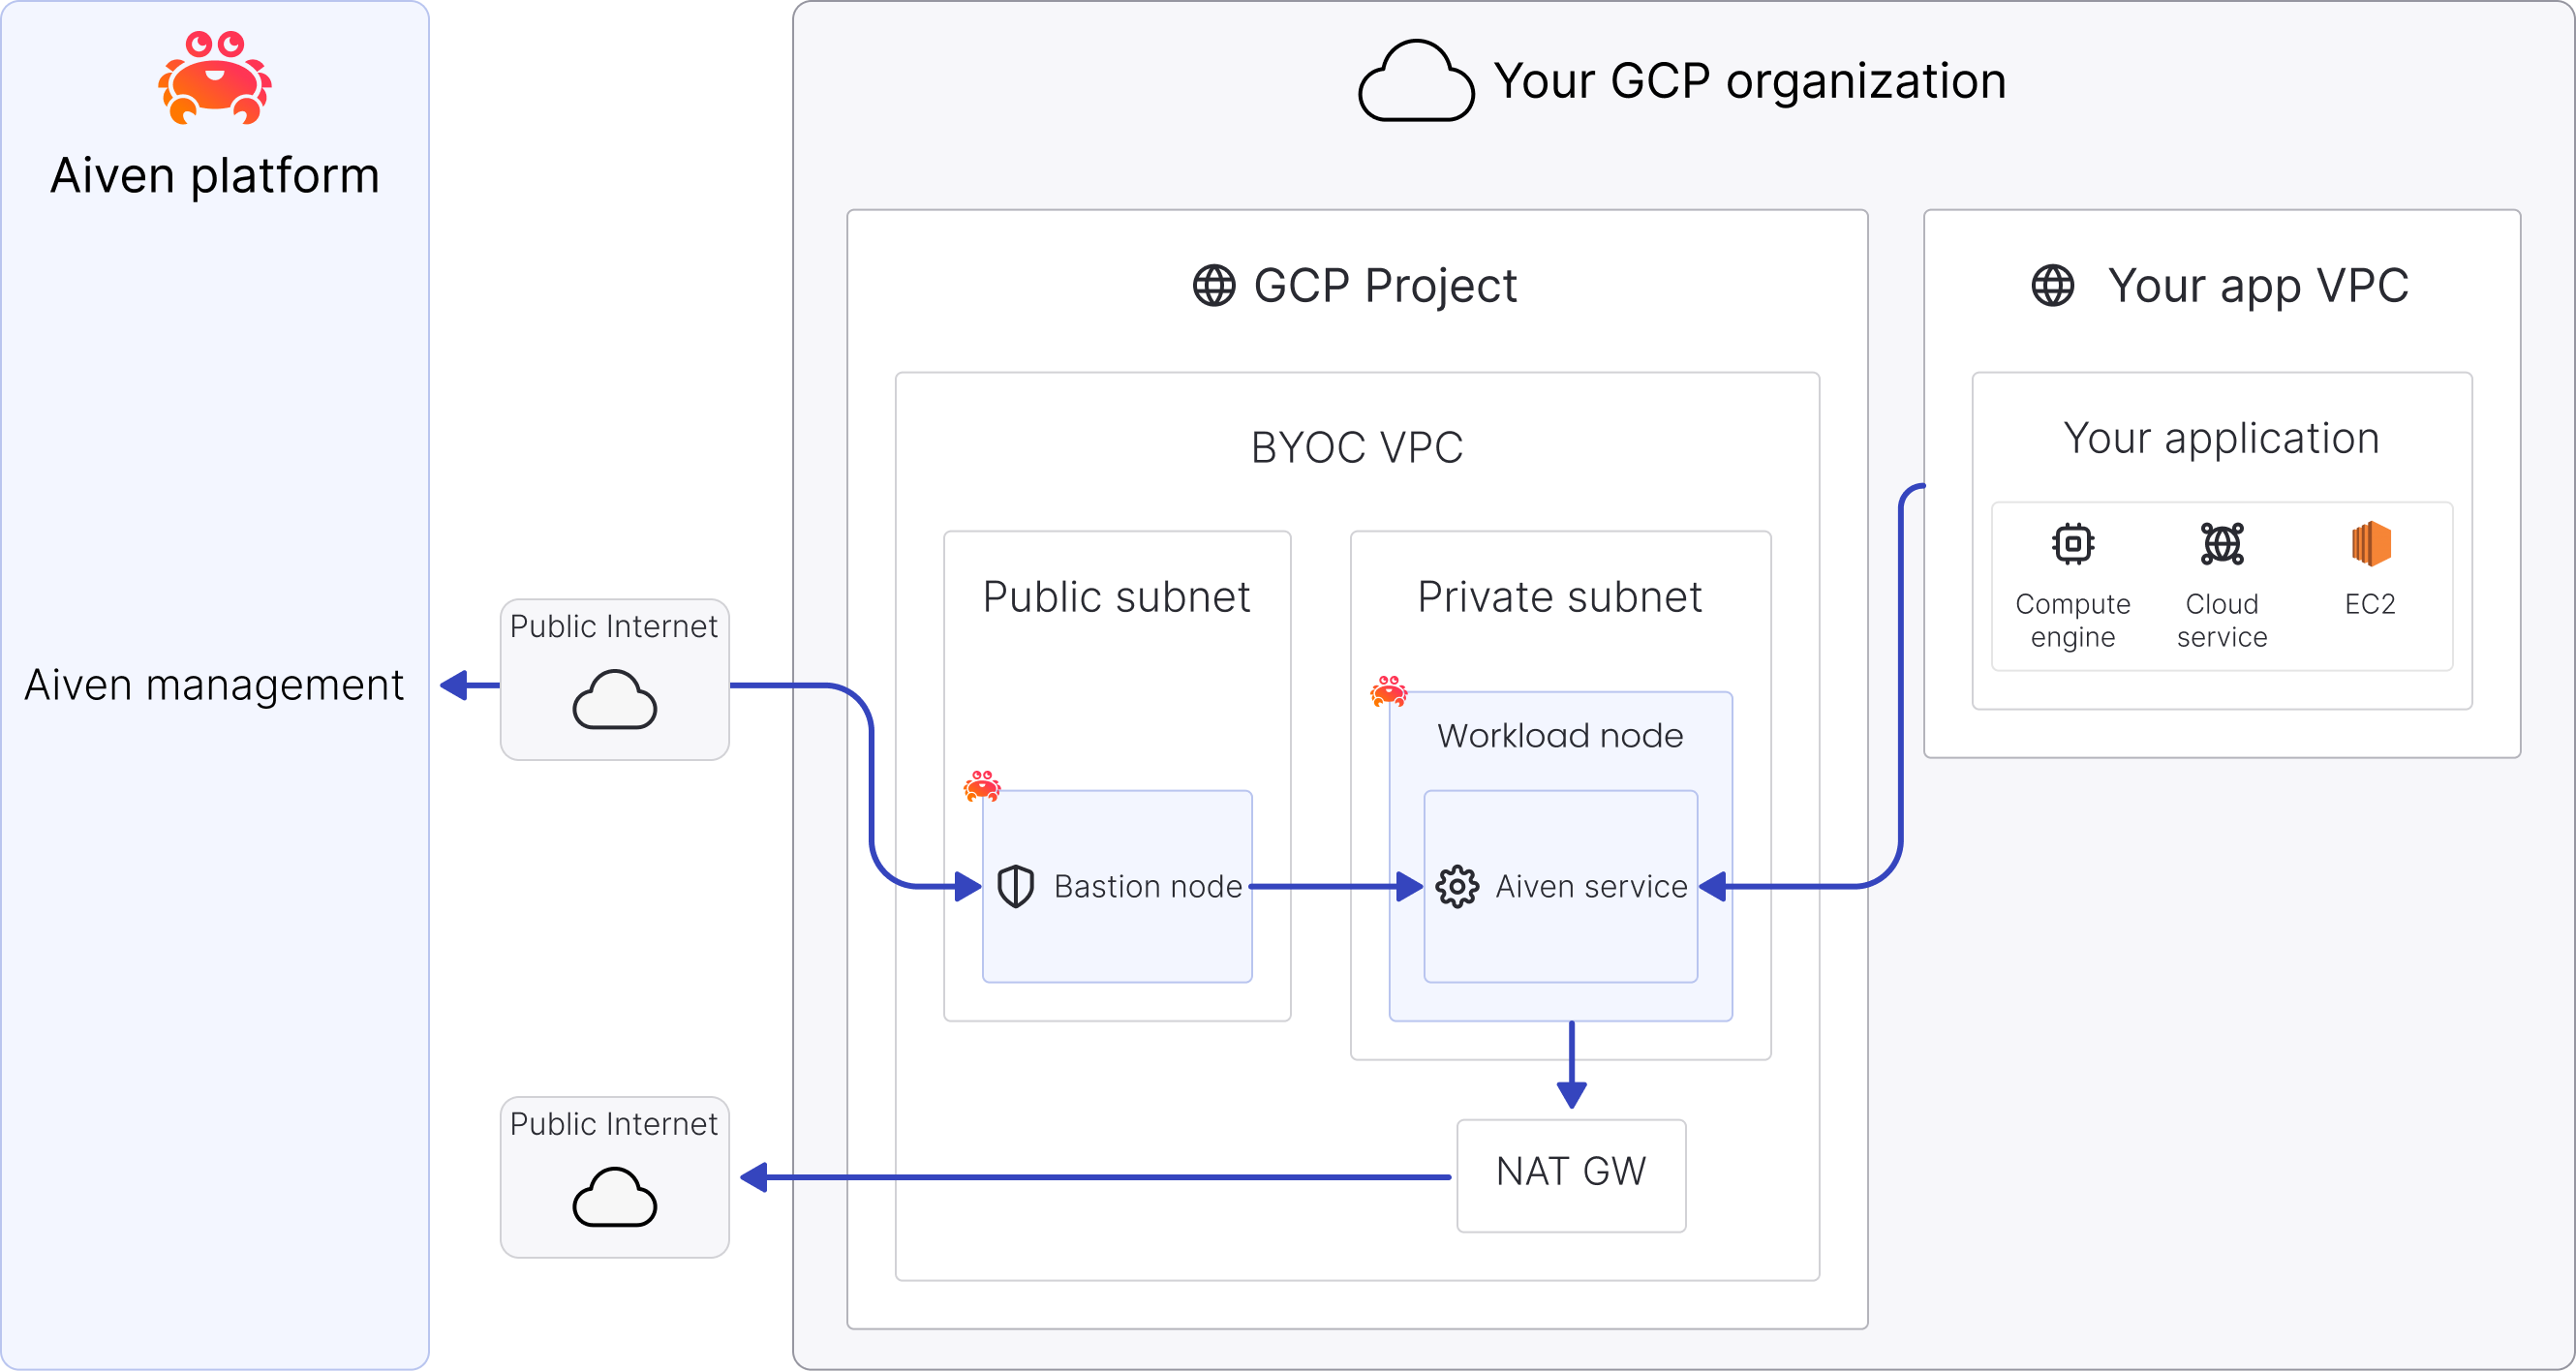 Aiven platform
Aiven management
Public Internet
Public Internet
Your GCP organization
GCP Project
BYOC VPC
Public subnet
Bastion node
Private subnet
Workload node
Aiven service
NAT GW
Your app VPC
Your application
Compute
engine
Cloud
service
EC2